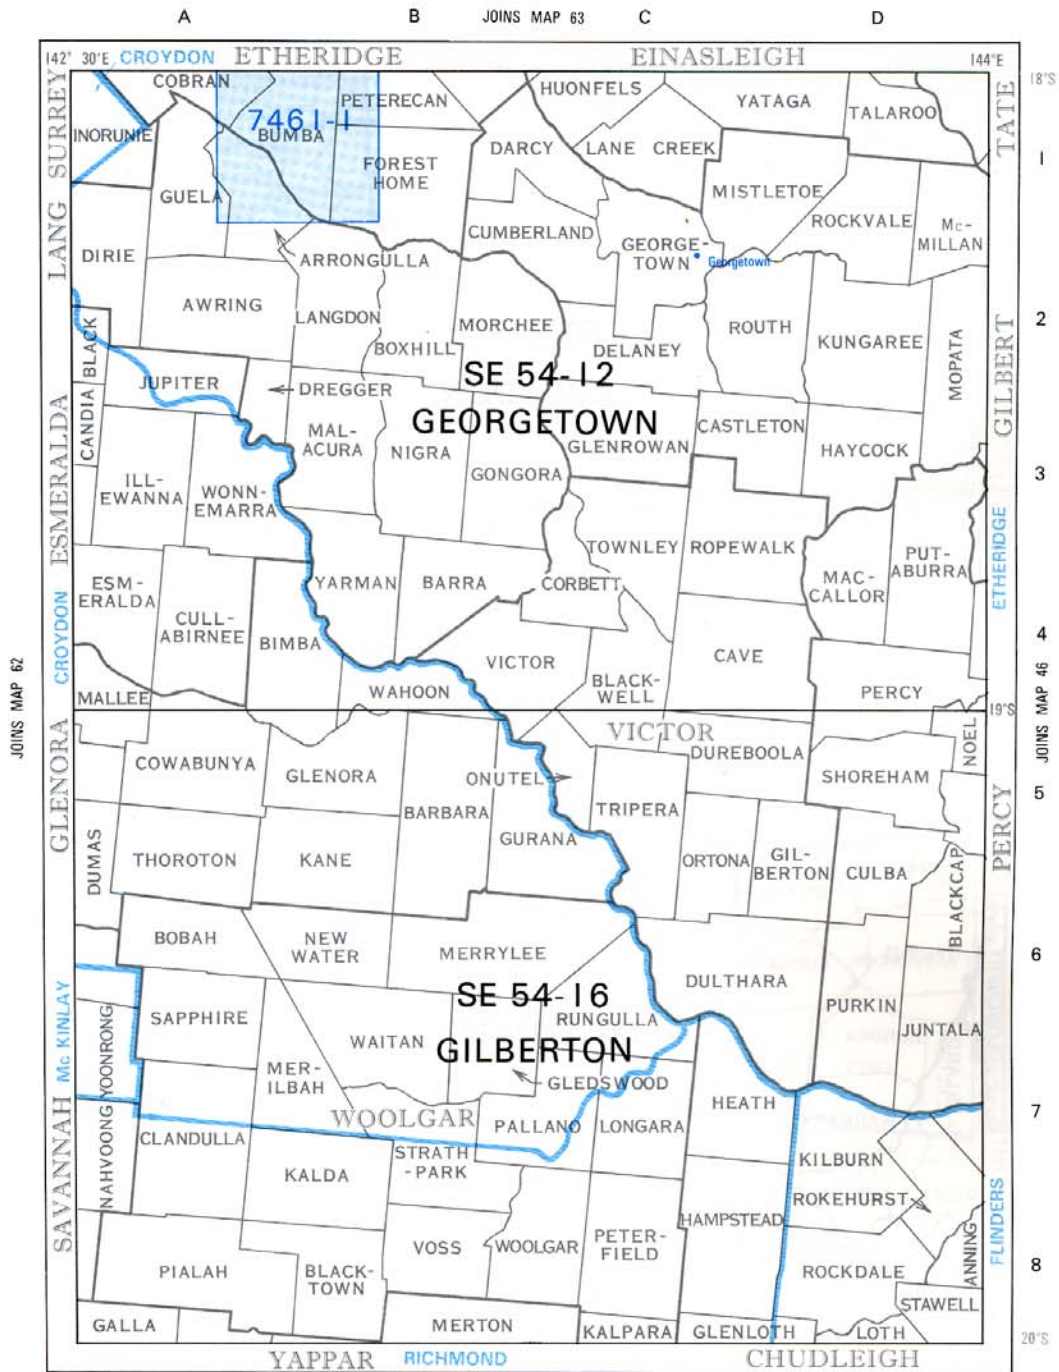 A B JOINS MAP 63 C D
142° 30'E CROYDON ETHERIDGE EINASLEIGH 144°E
18°S
COBRAN
PETERECAN
HUONFELS
YATAGA
TALAROO
7461-1
INORUNIE
BUMBA
DARCY
LANE CREEK
1
FOREST
HOME
GUELA
MISTLETOE
ROCKVALE
Mc-
MILLAN
LANG SURREY
TATE
CUMBERLAND
GEORGE-
TOWN
Georgetown
DIRIE
ARRONGULLA
AWRING
LANGDON
MORCHEE
ROUTH
KUNGAREE
2
BLACK
BOXHILL
DELANEY
MOPATA
GILBERT
SE 54-12
GEORGETOWN
JUPITER
DREGGER
CANDIA
MAL-
ACURA
NIGRA
GLENROWAN
CASTLETON
HAYCOCK
GONGORA
3
ILL-
EWANNA
WONN-
EMARRA
ESMERALDA
ETHERIDGE
TOWNLEY
ROPEWALK
PUT-
ABURRA
ESM-
ERALDA
YARMAN
BARRA
CORBETT
MAC-
CALLOR
CULL-
ABIRNEE
BIMBA
4
CROYDON
VICTOR
CAVE
MALLEE
WAHOON
BLACK-
WELL
PERCY
JOINS MAP 62
JOINS MAP 46
19°S
VICTOR
DUREBOOLA
NOEL
GLENORA
COWABUNYA
GLENORA
ONUTEL
SHOREHAM
5
BARBARA
TRIPERA
PERCY
GURANA
DUMAS
THOROTON
KANE
ORTONA
GIL-
BERTON
CULBA
BLACKCAP
BOBAH
NEW
WATER
MERRYLEE
6
DULTHARA
SE 54-16
GILBERTON
PURKIN
SAPPHIRE
RUNGULLA
JUNTALA
Mc KINLAY
WAITAN
YOONRONG
MER-
ILBAH
GLEDSWOOD
HEATH
7
WOOLGAR
PALLANO
LONGARA
SAVANNAH
NAHVOONG
CLANDULLA
STRATH
-PARK
KILBURN
KALDA
ROKEHURST
FLINDERS
HAMPSTEAD
VOSS
WOOLGAR
PETER-
FIELD
ANNING
8
PIALAH
BLACK-
TOWN
ROCKDALE
STAWELL
GALLA
MERTON
KALPARA
GLENLOTH
LOTH
20°S
YAPPAR RICHMOND CHUDLEIGH